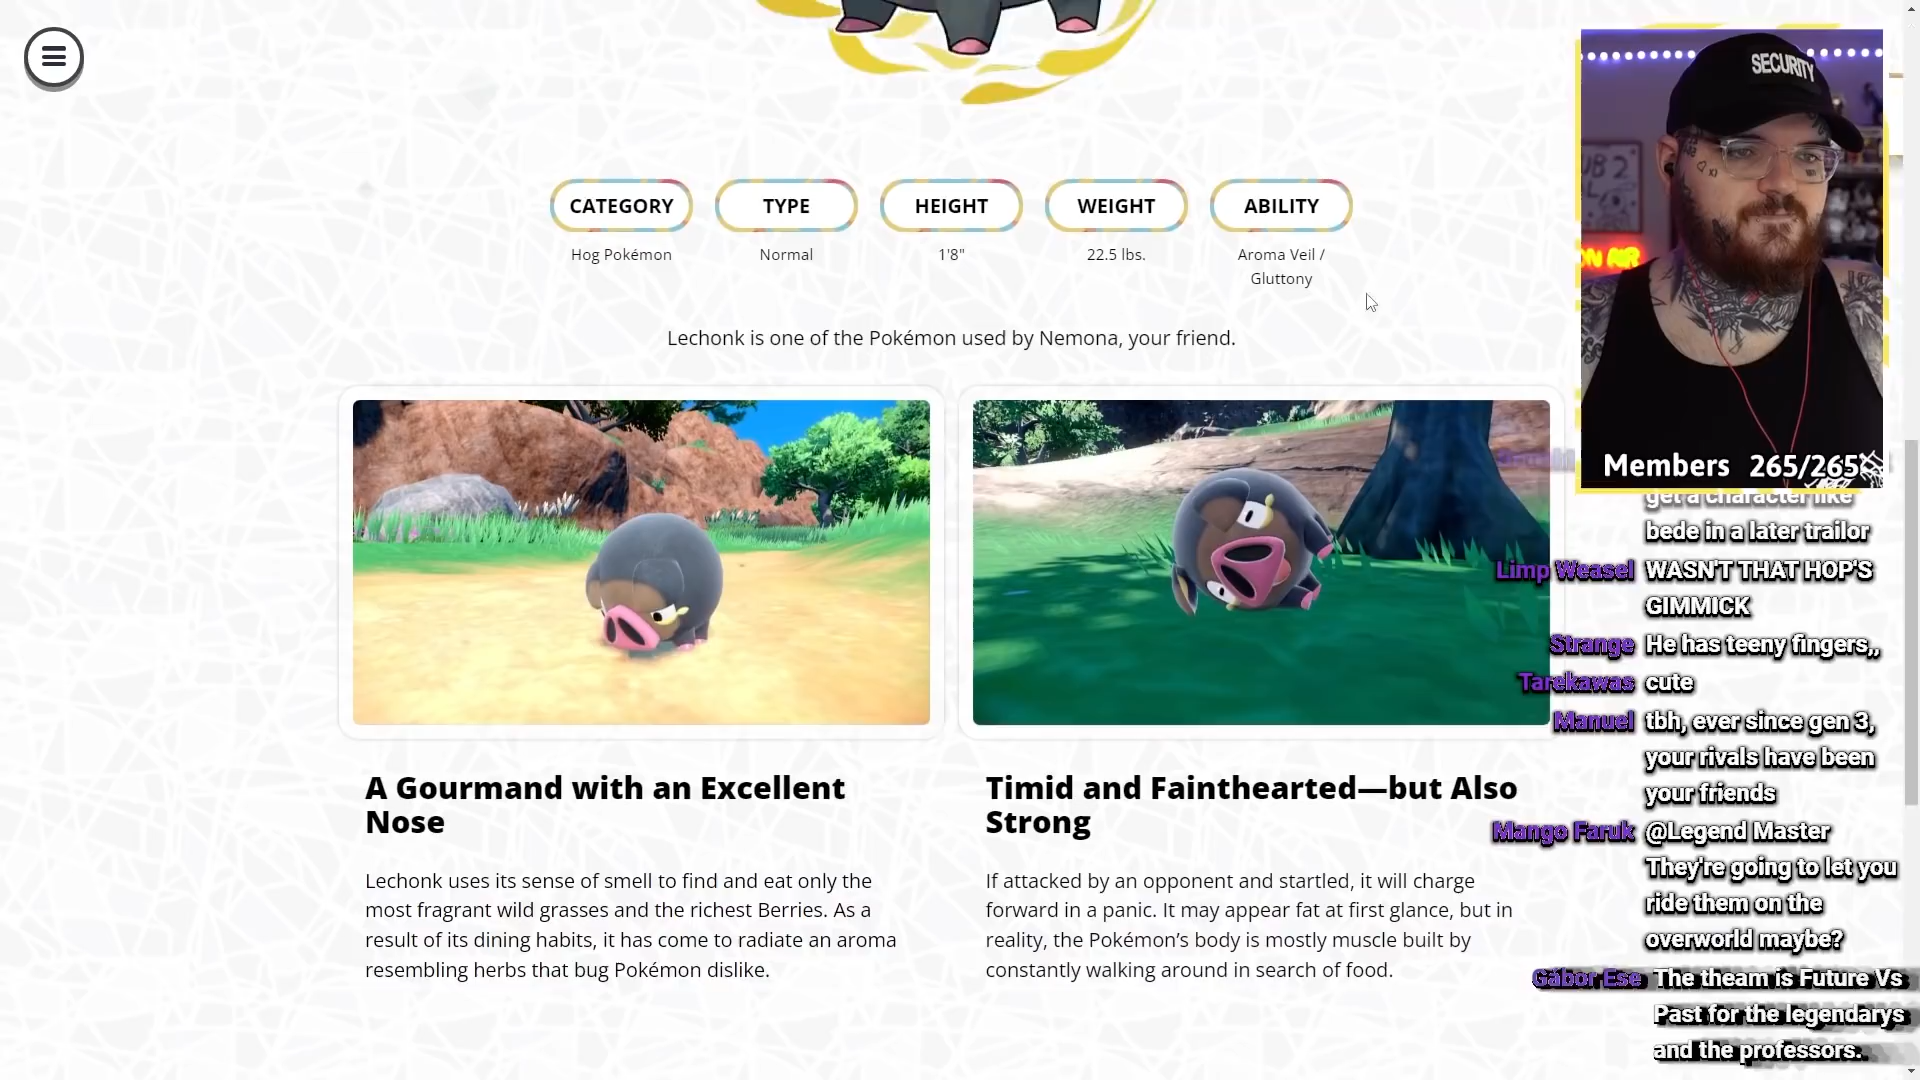 CATEGORY
Hog Pokémon
TYPE
Normal
HEIGHT
1'8"
WEIGHT
22.5 lbs.
ABILITY
Aroma Veil /
Gluttony
Lechonk is one of the Pokémon used by Nemona, your friend.
A Gourmand with an Excellent
Nose
Lechonk uses its sense of smell to find and eat only the
most fragrant wild grasses and the richest Berries. As a
result of its dining habits, it has come to radiate an aroma
resembling herbs that bug Pokémon dislike.
Timid and Fainthearted—but Also
Strong
If attacked by an opponent and startled, it will charge
forward in a panic. It may appear fat at first glance, but in
reality, the Pokémon’s body is mostly muscle built by
constantly walking around in search of food.
SECURITY
ON AIR
Members 265/265
get a character like
bede in a later trailor
Limp Weasel WASN'T THAT HOP'S
GIMMICK
Strange He has teeny fingers,,
Tarekawas cute
Manuel tbh, ever since gen 3,
your rivals have been
your friends
Mango Faruk @Legend Master
They're going to let you
ride them on the
overworld maybe?
Gábor Ese The theam is Future Vs
Past for the legendarys
and the professors.